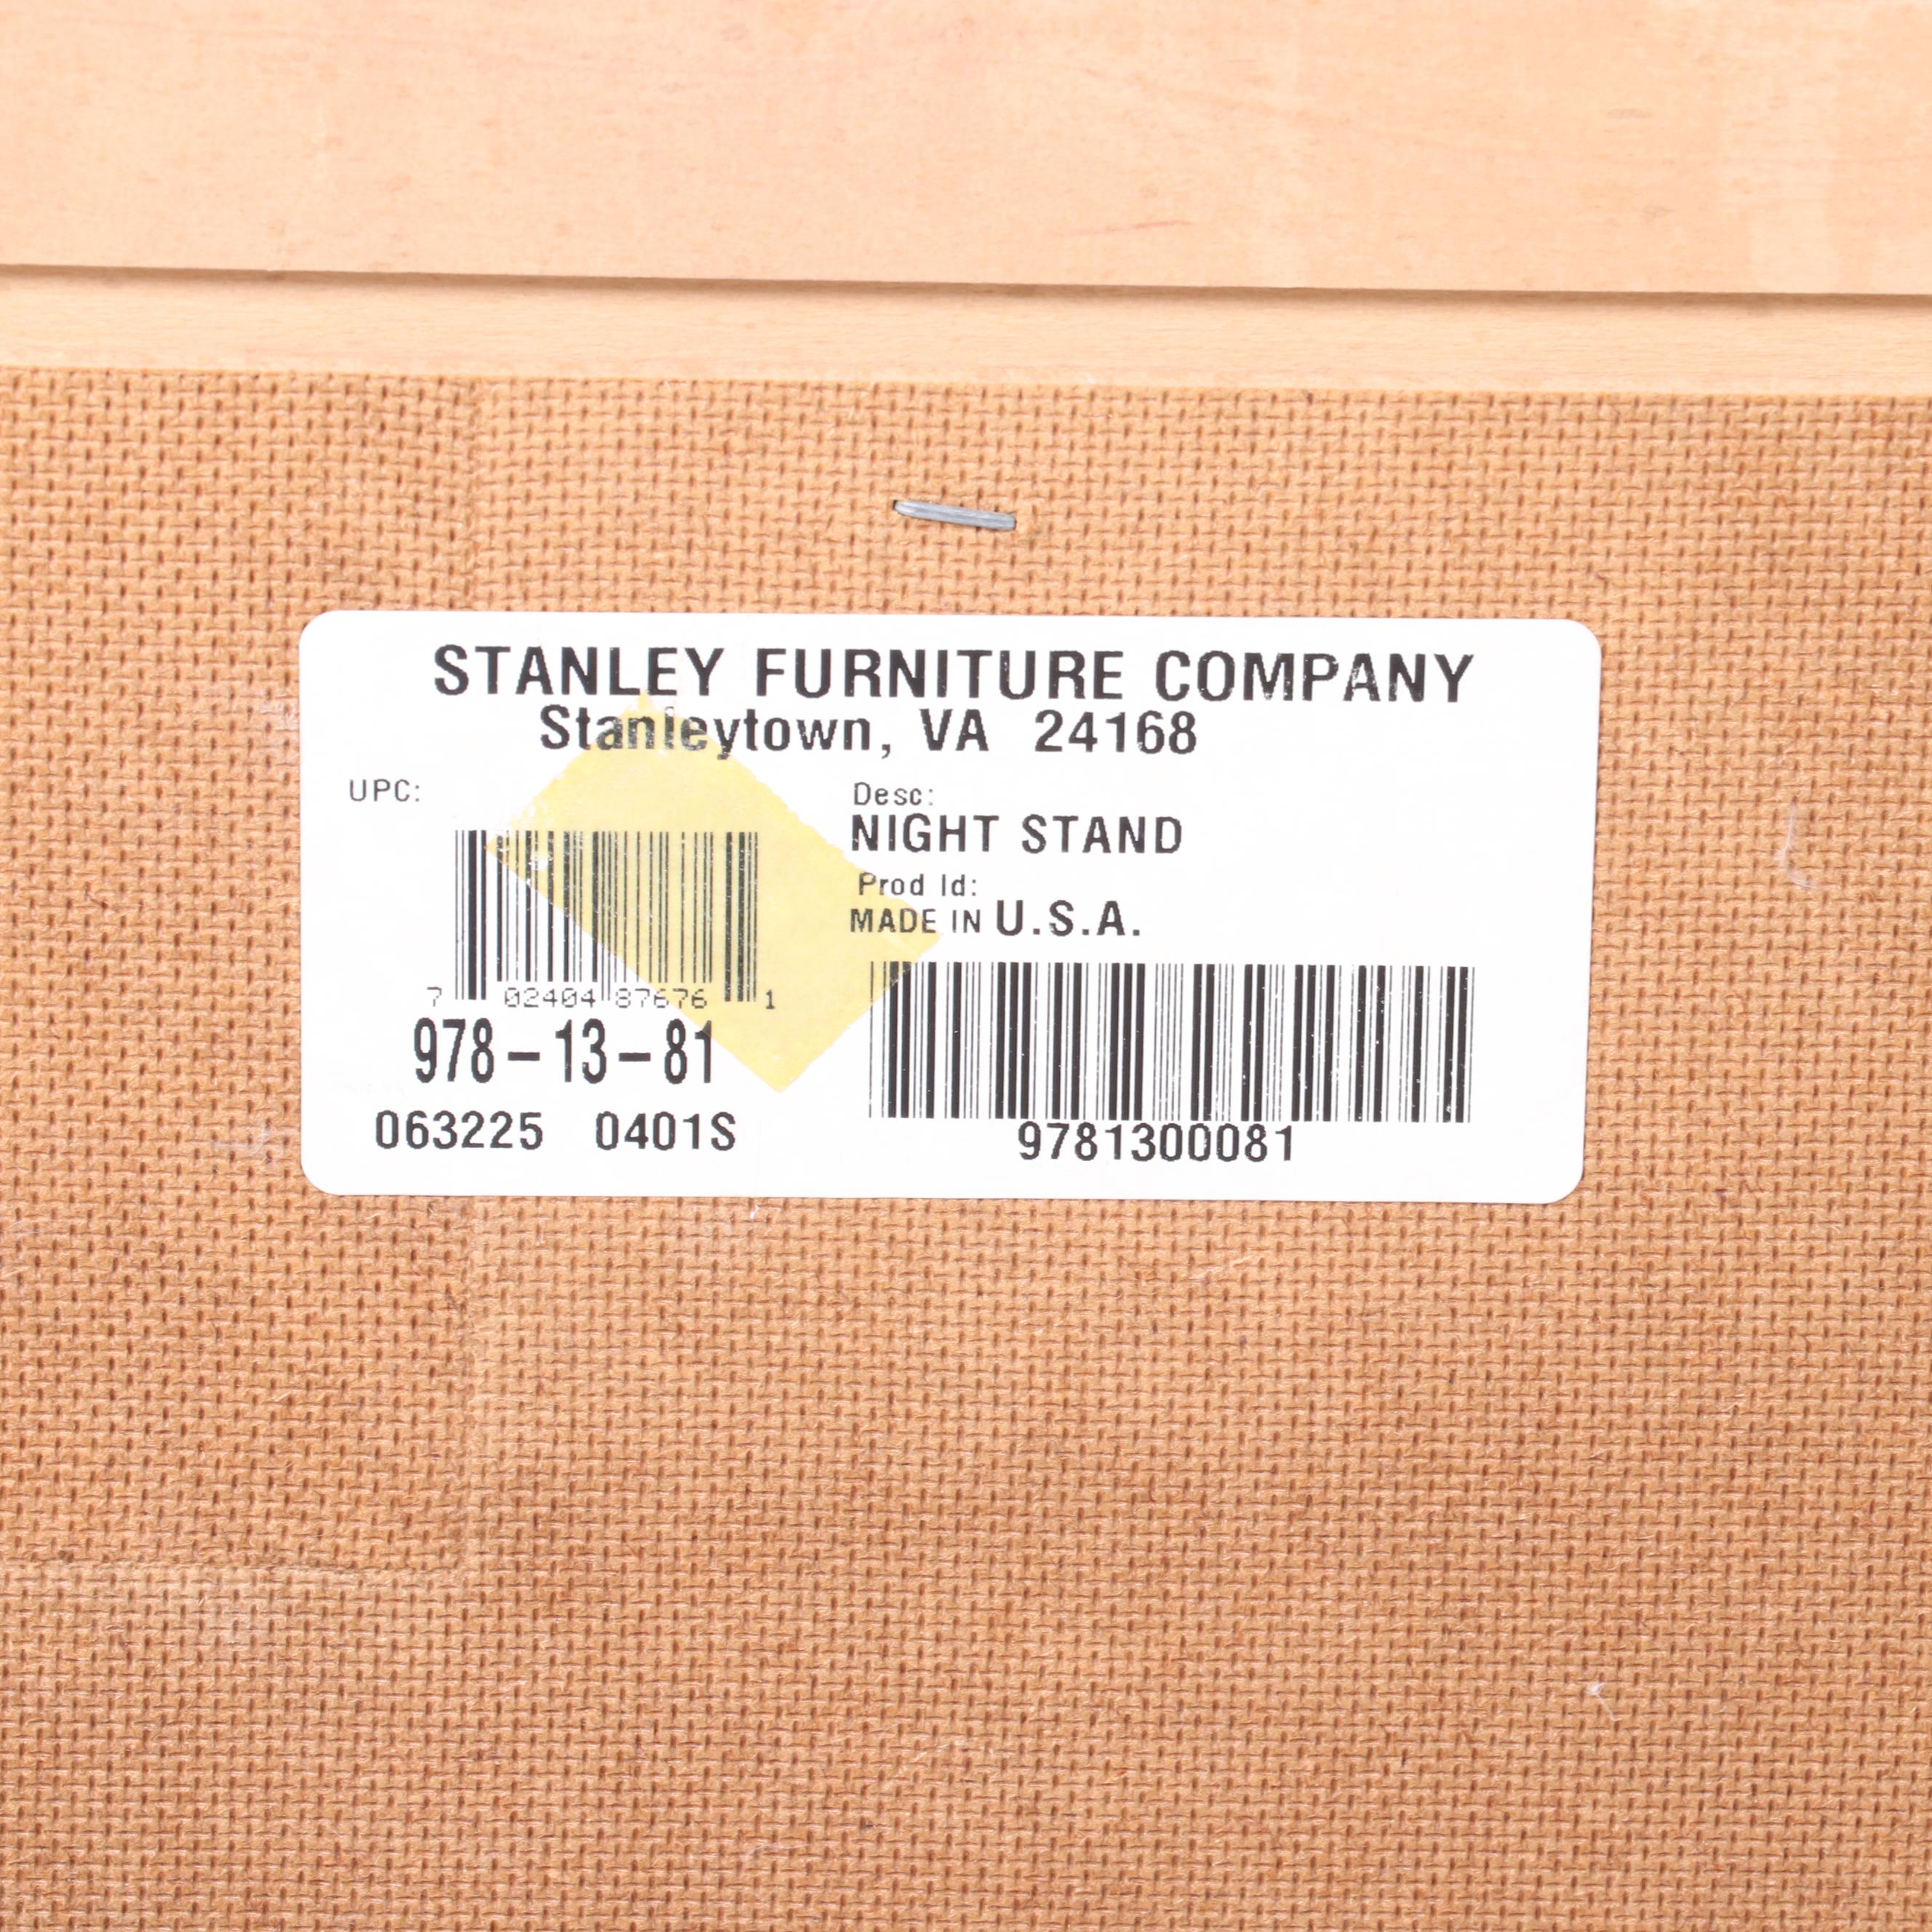 STANLEY FURNITURE COMPANY
Stanleytown, VA 24168
UPC:
7 02404 87676 1
978-13-81
063225 0401S
Desc:
NIGHT STAND
Prod Id:
MADE IN U.S.A.
9781300081